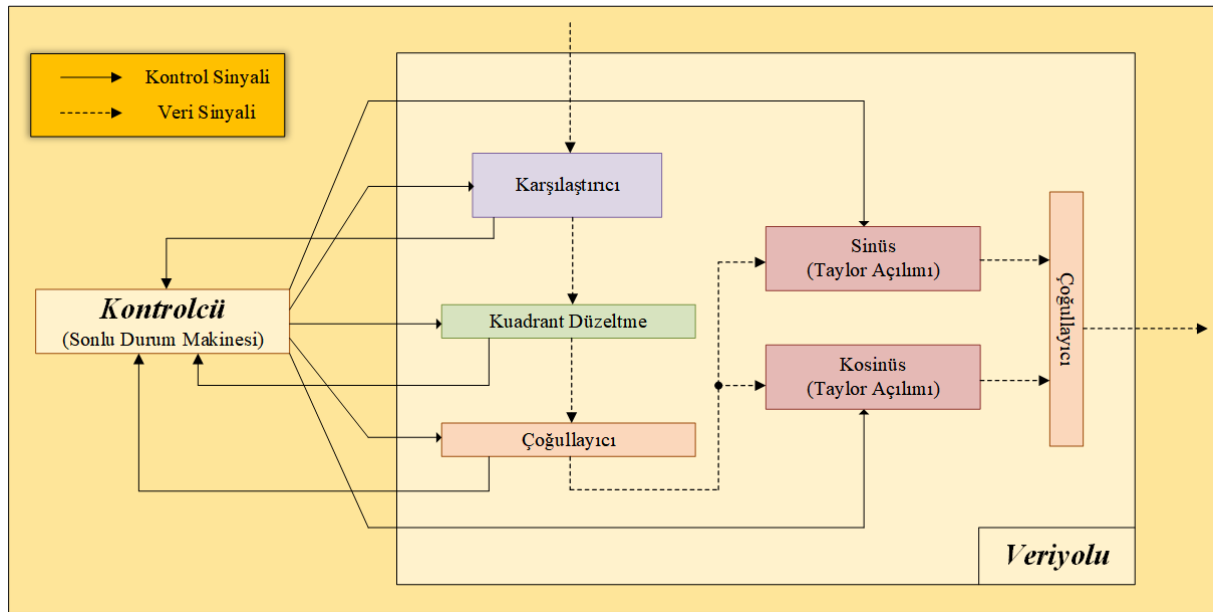 Kontrol Sinyali
Veri Sinyali
Karşılaştırıcı
Kontrolcü
(Sonlu Durum Makinesi)
Kuadrant Düzeltme
Çoğullayıcı
Sinüs
(Taylor Açılımı)
Kosinüs
(Taylor Açılımı)
Çoğullayıcı
Veriyolu